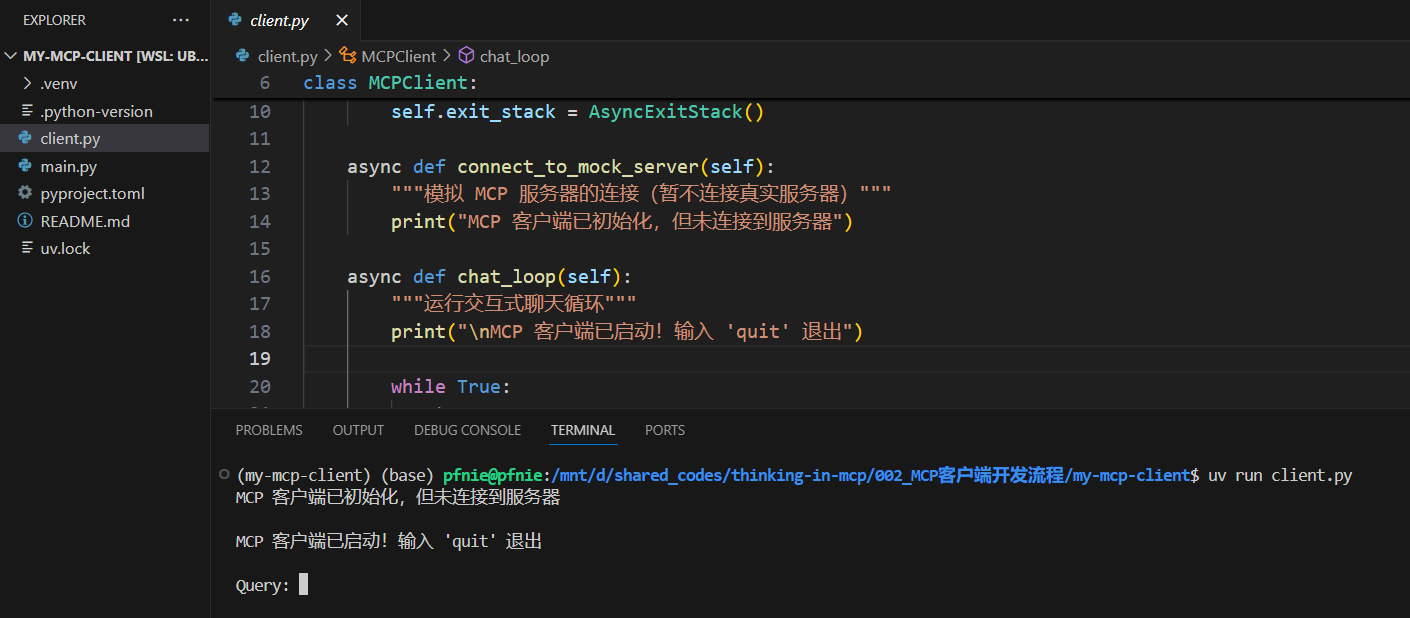 EXPLORER
MY-MCP-CLIENT [WSL: UB...
.venv
.python-version
client.py
main.py
pyproject.toml
README.md
uv.lock
client.py
client.py > MCPClient > chat_loop
6 class MCPClient:
10 self.exit_stack = AsyncExitStack()
11
12 async def connect_to_mock_server(self):
13 """模拟 MCP 服务器的连接（暂不连接真实服务器）"""
14 print("MCP 客户端已初始化，但未连接到服务器")
15
16 async def chat_loop(self):
17 """运行交互式聊天循环"""
18 print("\nMCP 客户端已启动！输入 'quit' 退出")
19
20 while True:
PROBLEMS OUTPUT DEBUG CONSOLE TERMINAL PORTS
(my-mcp-client) (base) pfnie@pfnie:/mnt/d/shared_codes/thinking-in-mcp/002_MCP客户端开发流程/my-mcp-client$ uv run client.py
MCP 客户端已初始化，但未连接到服务器
MCP 客户端已启动！输入 'quit' 退出
Query: